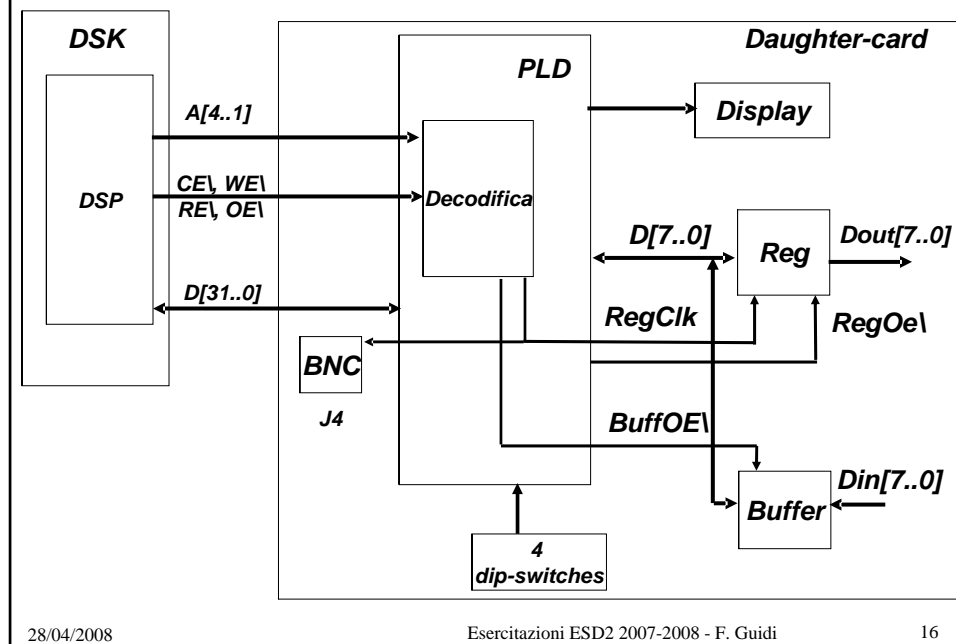 DSK
Daughter-card
PLD
Display
A[4..1]
DSP
CE\, WE\
RE\, OE\
Decodifica
D[31..0]
D[7..0]
Reg
Dout[7..0]
RegClk
RegOe\
BNC
J4
BuffOE\
Din[7..0]
Buffer
4
dip-switches
28/04/2008
Esercitazioni ESD2 2007-2008 - F. Guidi
16